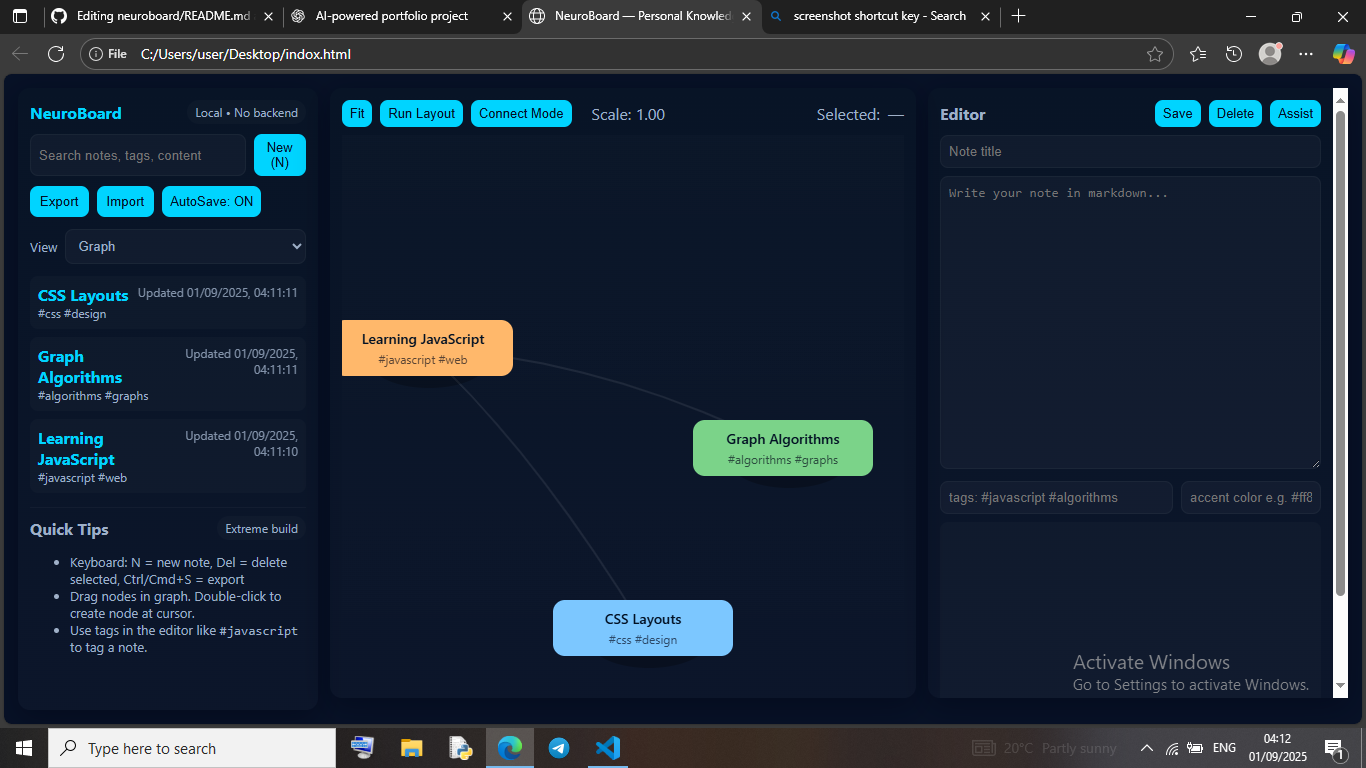 Editing neuroboard/README.md
AI-powered portfolio project
NeuroBoard — Personal Knowled
screenshot shortcut key - Search
File
C:/Users/user/Desktop/indox.html
NeuroBoard
Local • No backend
Search notes, tags, content
New
(N)
Export
Import
AutoSave: ON
View
Graph
CSS Layouts
Updated 01/09/2025, 04:11:11
#css #design
Graph
Algorithms
Updated 01/09/2025,
04:11:11
#algorithms #graphs
Learning
JavaScript
Updated 01/09/2025,
04:11:10
#javascript #web
Quick Tips
Extreme build
Keyboard: N = new note, Del = delete
selected, Ctrl/Cmd+S = export
Drag nodes in graph. Double-click to
create node at cursor.
Use tags in the editor like #javascript
to tag a note.
Fit
Run Layout
Connect Mode
Scale: 1.00
Selected: —
Learning JavaScript
#javascript #web
Graph Algorithms
#algorithms #graphs
CSS Layouts
#css #design
Editor
Save
Delete
Assist
Note title
Write your note in markdown...
tags: #javascript #algorithms
accent color e.g. #ff8
Activate Windows
Go to Settings to activate Windows.
Type here to search
20°C Partly sunny
ENG
04:12
01/09/2025
1